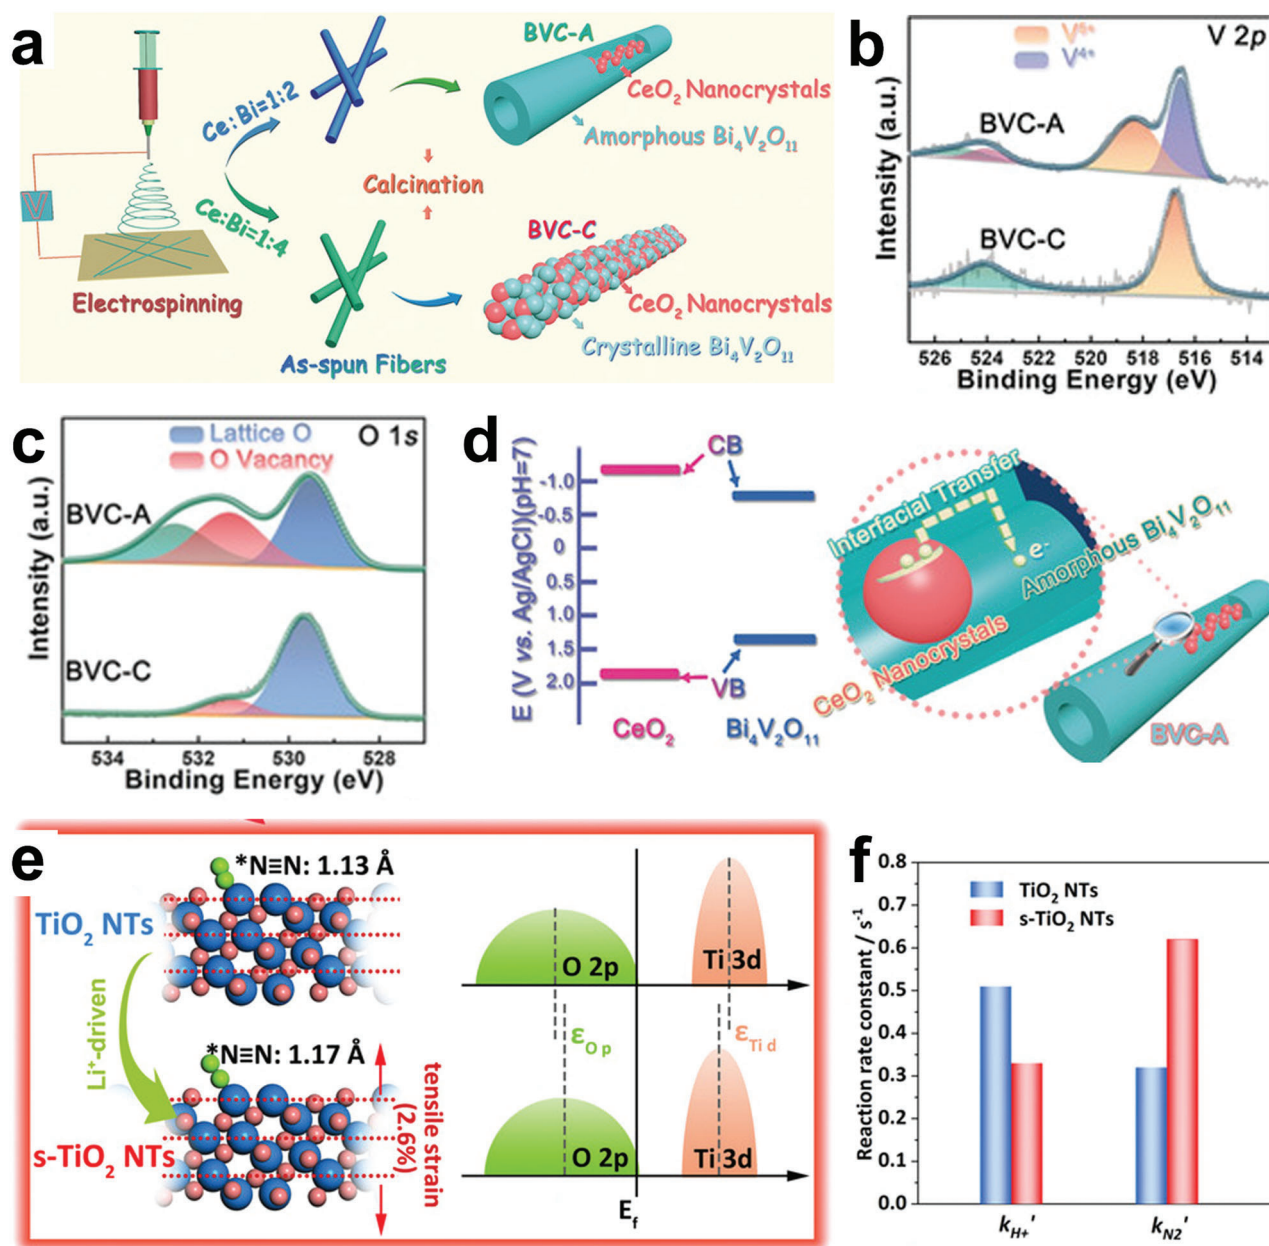 a
BVC-A
Ce:Bi=1:2
CeO₂ Nanocrystals
Amorphous Bi₄V₂O₁₁
Calcination
V
Ce:Bi=1:4
BVC-C
Electrospinning
CeO₂ Nanocrystals
Crystalline Bi₄V₂O₁₁
As-spun Fibers
b
V 2p
V⁵⁺
V⁴⁺
BVC-A
BVC-C
Intensity (a.u.)
526 524 522 520 518 516 514
Binding Energy (eV)
c
O 1s
Lattice O
O Vacancy
BVC-A
BVC-C
Intensity (a.u.)
534 532 530 528
Binding Energy (eV)
d
E (V vs. Ag/AgCl)(pH=7)
-1.0
-0.5
0
0.5
1.0
1.5
2.0
CB
VB
CeO₂
Bi₄V₂O₁₁
Interfacial Transfer
e⁻
Amorphous Bi₄V₂O₁₁
CeO₂ Nanocrystals
BVC-A
e
*N≡N: 1.13 Å
TiO₂ NTs
Li⁺-driven
*N≡N: 1.17 Å
s-TiO₂ NTs
tensile strain
(2.6%)
O 2p
Ti 3d
ε_O p
ε_Ti d
O 2p
Ti 3d
E_f
f
TiO₂ NTs
s-TiO₂ NTs
Reaction rate constant / s⁻¹
0.8
0.7
0.6
0.5
0.4
0.3
0.2
0.1
0.0
k_H+'
k_N2'